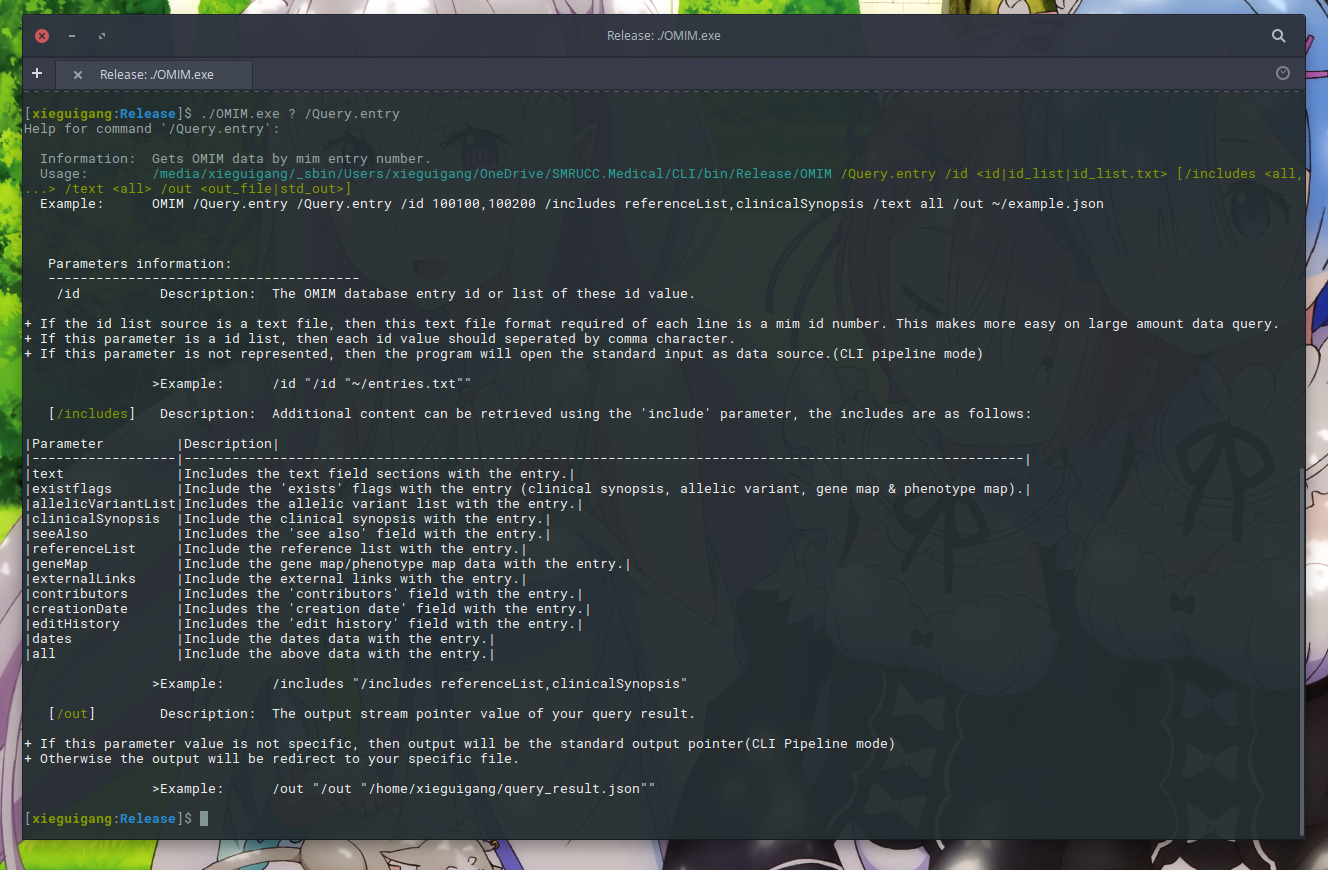 Release: ./OMIM.exe
Release: ./OMIM.exe
[xieguigang:Release]$ ./OMIM.exe ? /Query.entry
Help for command '/Query.entry':
Information:  Gets OMIM data by mim entry number.
Usage:        /media/xieguigang/_sbin/Users/xieguigang/OneDrive/SMRUCC.Medical/CLI/bin/Release/OMIM /Query.entry /id <id|id_list|id_list.txt> [/includes <all,
...> /text <all> /out <out_file|std_out>]
Example:      OMIM /Query.entry /Query.entry /id 100100,100200 /includes referenceList,clinicalSynopsis /text all /out ~/example.json
Parameters information:
---------------------------------------
/id          Description:  The OMIM database entry id or list of these id value.
+ If the id list source is a text file, then this text file format required of each line is a mim id number. This makes more easy on large amount data query.
+ If this parameter is a id list, then each id value should seperated by comma character.
+ If this parameter is not represented, then the program will open the standard input as data source.(CLI pipeline mode)
>Example:      /id "/id "~/entries.txt""
[/includes]   Description:  Additional content can be retrieved using the 'include' parameter, the includes are as follows:
|Parameter         |Description|
|------------------|---------------------------------------------------------------------------------------------------------|
|text              |Includes the text field sections with the entry.|
|existflags        |Include the 'exists' flags with the entry (clinical synopsis, allelic variant, gene map & phenotype map).|
|allelicVariantList|Includes the allelic variant list with the entry.|
|clinicalSynopsis  |Include the clinical synopsis with the entry.|
|seeAlso           |Includes the 'see also' field with the entry.|
|referenceList     |Include the reference list with the entry.|
|geneMap           |Include the gene map/phenotype map data with the entry.|
|externalLinks     |Include the external links with the entry.|
|contributors      |Includes the 'contributors' field with the entry.|
|creationDate      |Includes the 'creation date' field with the entry.|
|editHistory       |Includes the 'edit history' field with the entry.|
|dates             |Include the dates data with the entry.|
|all               |Include the above data with the entry.|
>Example:      /includes "/includes referenceList,clinicalSynopsis"
[/out]        Description:  The output stream pointer value of your query result.
+ If this parameter value is not specific, then output will be the standard output pointer(CLI Pipeline mode)
+ Otherwise the output will be redirect to your specific file.
>Example:      /out "/out "/home/xieguigang/query_result.json""
[xieguigang:Release]$